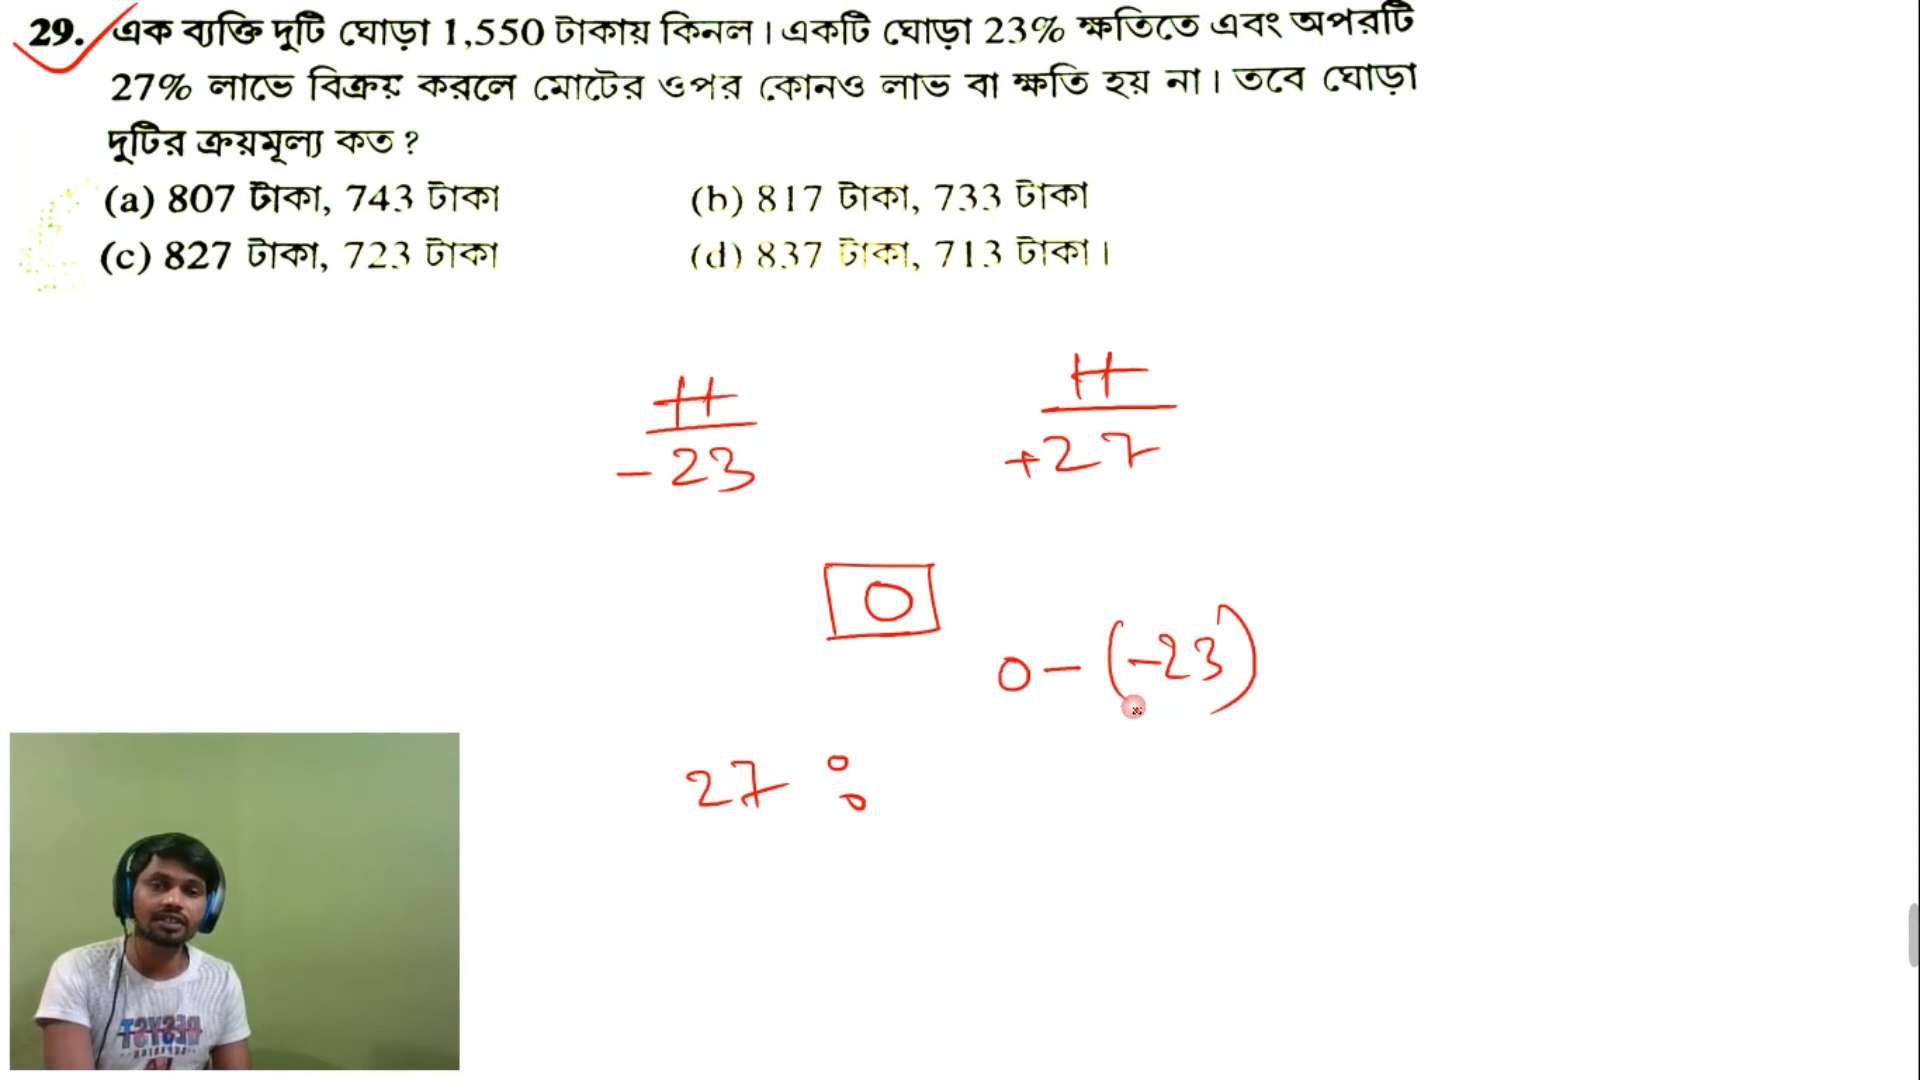 29. এক ব্যক্তি দুটি ঘোড়া 1,550 টাকায় কিনল। একটি ঘোড়া 23% ক্ষতিতে এবং অপরটি
27% লাভে বিক্রয় করলে মোটের ওপর কোনও লাভ বা ক্ষতি হয় না। তবে ঘোড়া
দুটির ক্রয়মূল্য কত?
(a) 807 টাকা, 743 টাকা (b) 817 টাকা, 733 টাকা
(c) 827 টাকা, 723 টাকা (d) 837 টাকা, 713 টাকা।
H H
-23 +27
0
0-(-23)
27 :